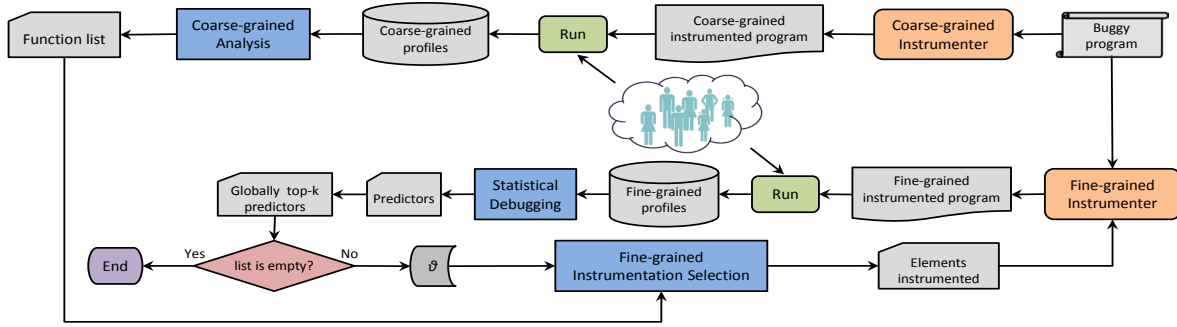 Function list
Coarse-grained
Analysis
Coarse-grained
profiles
Run
Coarse-grained
instrumented program
Coarse-grained
Instrumenter
Buggy
program
Globally top-k
predictors
Predictors
Statistical
Debugging
Fine-grained
profiles
Run
Fine-grained
instrumented program
Fine-grained
Instrumenter
End
Yes
list is empty?
No
ϑ
Fine-grained
Instrumentation Selection
Elements
instrumented